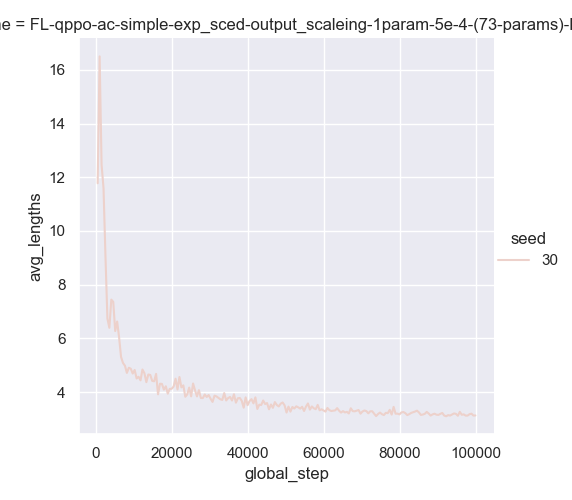 = FL-qppo-ac-simple-exp_sced-output_scaleing-1param-5e-4-(73-params)-
16
14
12
10
8
6
4
avg_lengths
0 20000 40000 60000 80000 100000
global_step
seed
30